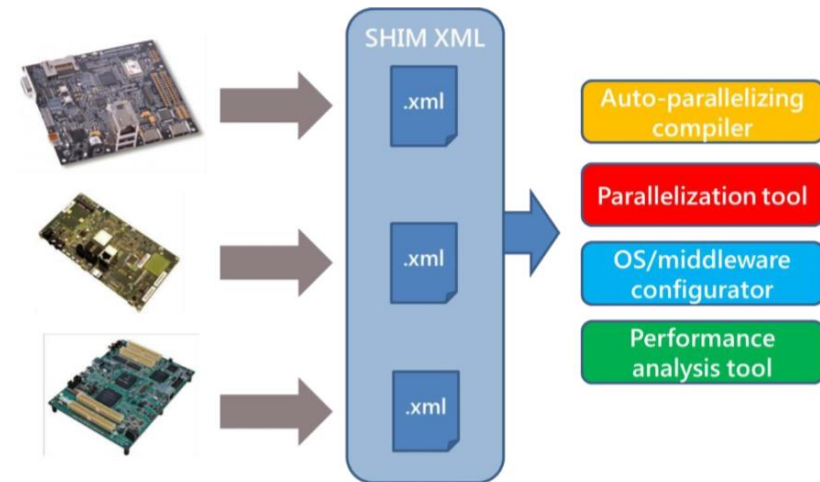 SHIM XML
.xml
.xml
.xml
Auto-parallelizing
compiler
Parallelization tool
OS/middleware
configurator
Performance
analysis tool